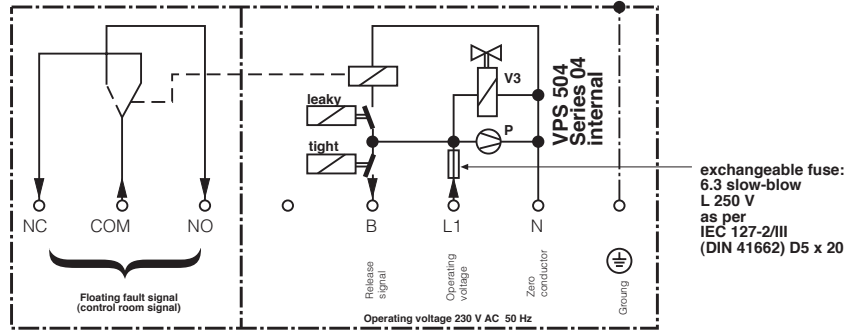 leaky
tight
V3
P
VPS 504
Series 04
internal
exchangeable fuse:
6.3 slow-blow
L 250 V
as per
IEC 127-2/III
(DIN 41662) D5 x 20
NC
COM
NO
B
L1
N
Floating fault signal
(control room signal)
Release
signal
Operating
voltage
Zero
conductor
Groung
Operating voltage 230 V AC 50 Hz